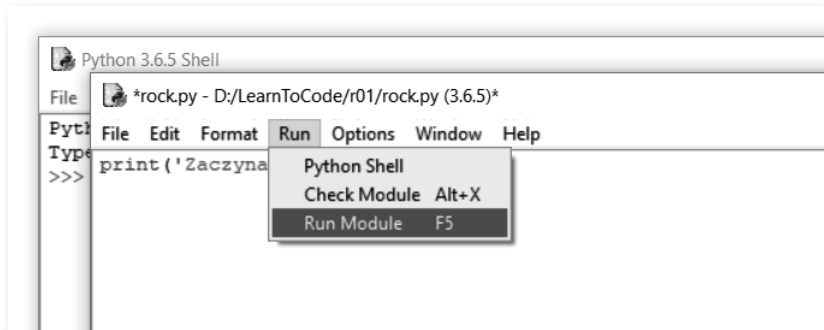 Python 3.6.5 Shell
File
*rock.py - D:/LearnToCode/r01/rock.py (3.6.5)*
File Edit Format Run Options Window Help
Pyth
Type
>>>
print('Zaczyna
Python Shell
Check Module Alt+X
Run Module F5